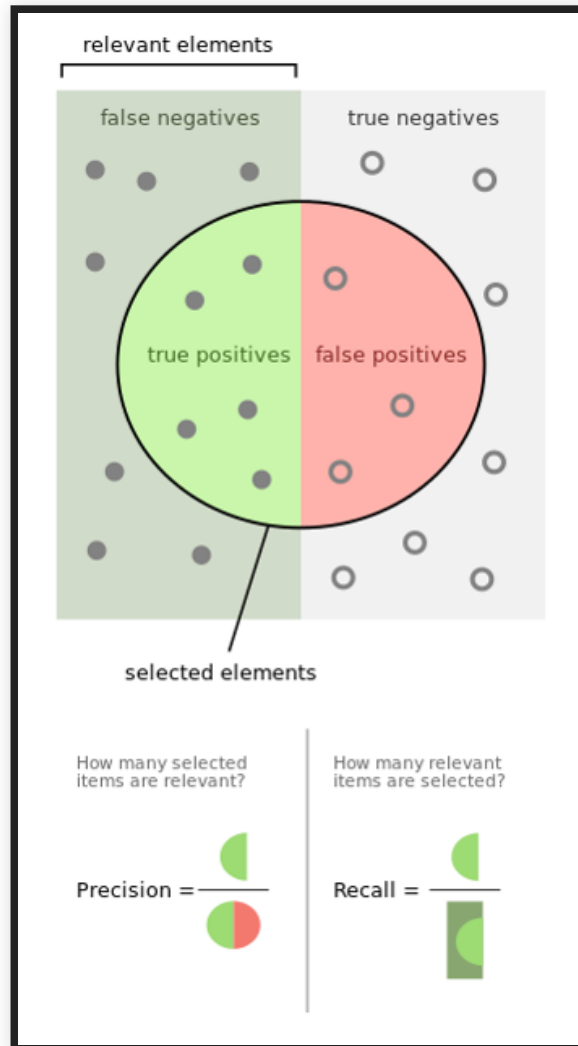 relevant elements
false negatives
true negatives
true positives
false positives
selected elements
How many selected
items are relevant?
How many relevant
items are selected?
Precision =
Recall =